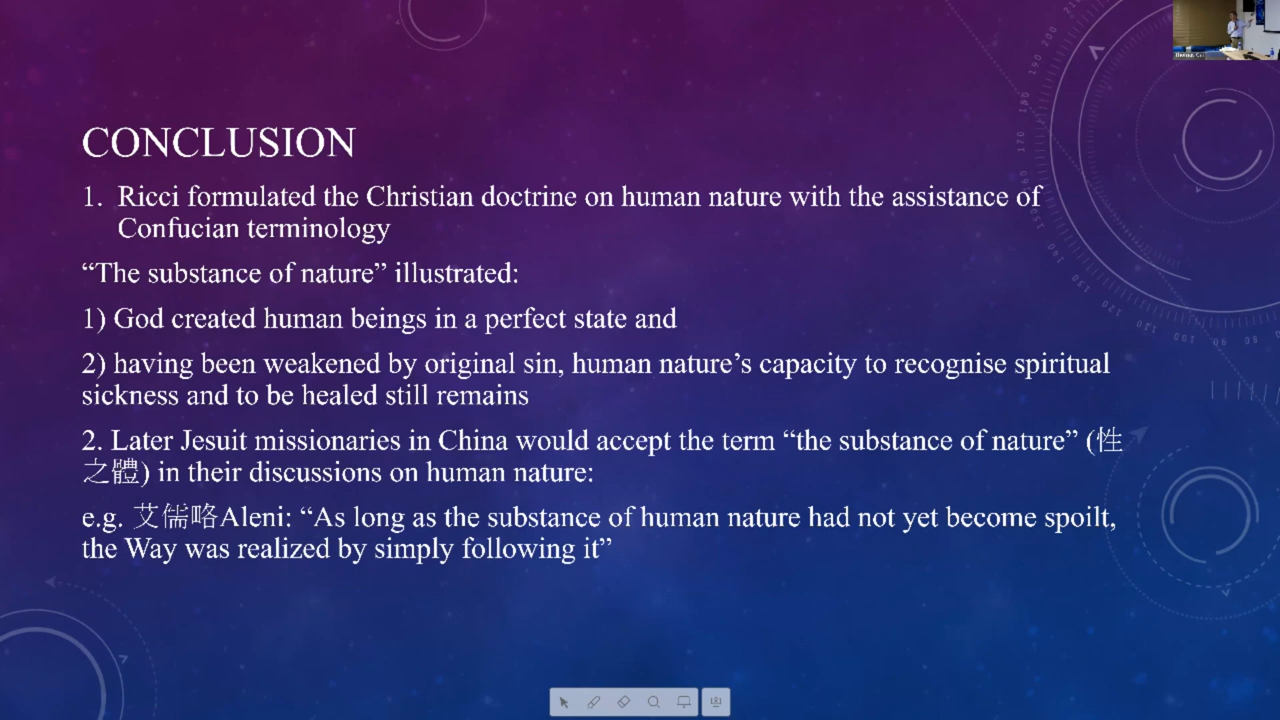 CONCLUSION
1. Ricci formulated the Christian doctrine on human nature with the assistance of
Confucian terminology
“The substance of nature” illustrated:
1) God created human beings in a perfect state and
2) having been weakened by original sin, human nature’s capacity to recognise spiritual
sickness and to be healed still remains
2. Later Jesuit missionaries in China would accept the term “the substance of nature” (性
之體) in their discussions on human nature:
e.g. 艾儒略Aleni: “As long as the substance of human nature had not yet become spoilt,
the Way was realized by simply following it”